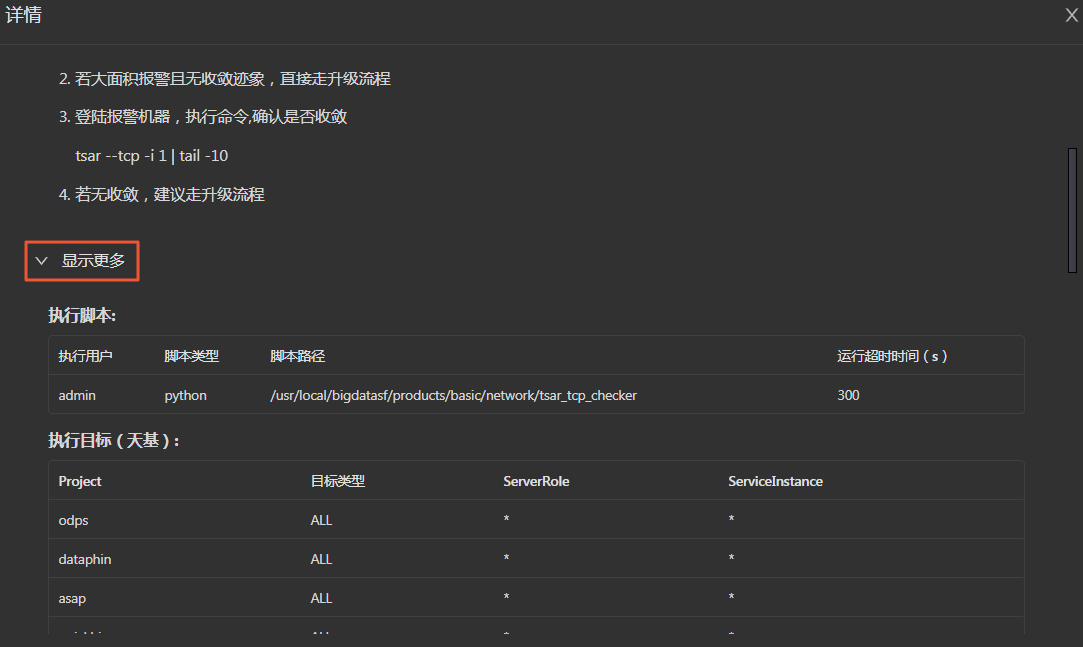 详情
X
2. 若大面积报警且无收敛迹象，直接走升级流程
3. 登陆报警机器，执行命令,确认是否收敛
tsar --tcp -i 1 | tail -10
4. 若无收敛，建议走升级流程
显示更多
执行脚本:
执行用户 脚本类型 脚本路径 运行超时时间（s）
admin python /usr/local/bigdatasf/products/basic/network/tsar_tcp_checker 300
执行目标（天基）:
Project 目标类型 ServerRole ServiceInstance
odps ALL * *
dataphin ALL * *
asap ALL * *